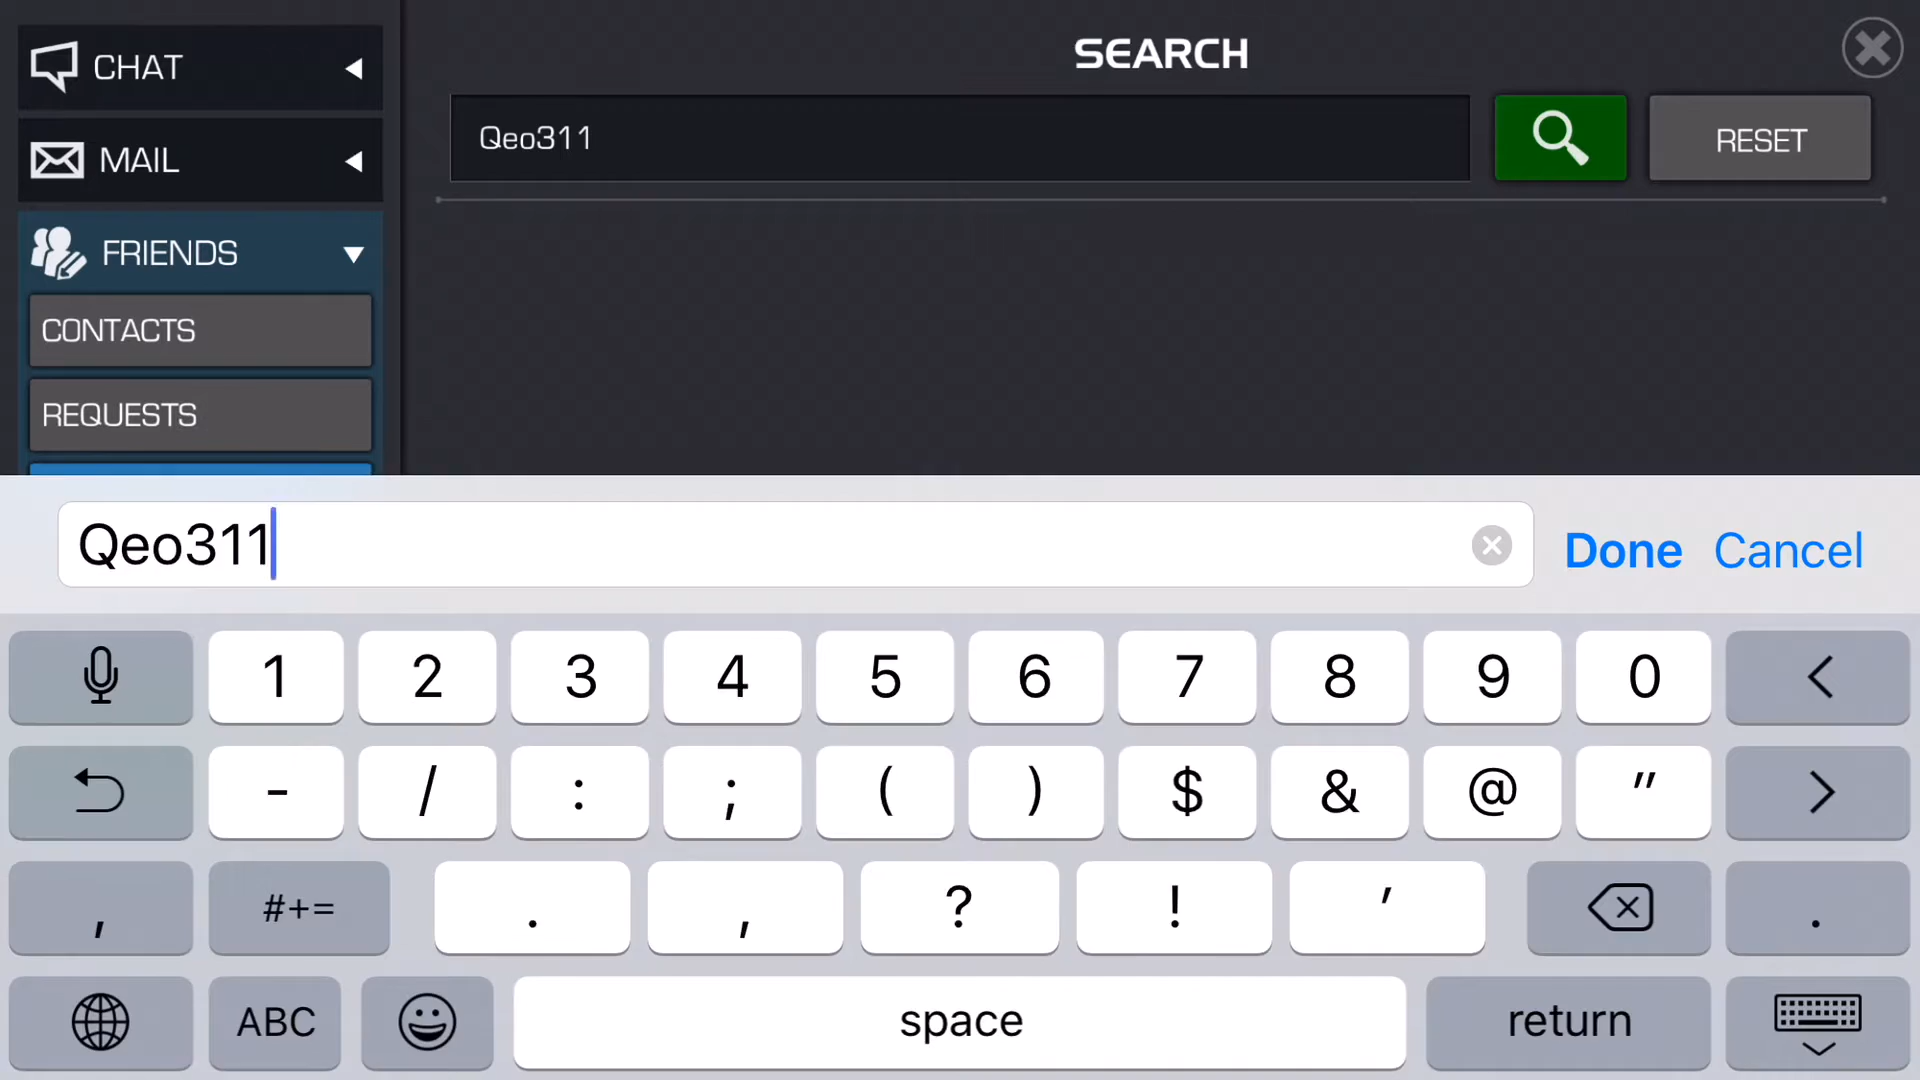 CHAT
MAIL
FRIENDS
CONTACTS
REQUESTS
SEARCH
Qeo311
RESET
Qeo311
Done
Cancel
1 2 3 4 5 6 7 8 9 0 <
- / : ; ( ) $ & @ " >
, #+= . , ? ! ' .
ABC space return